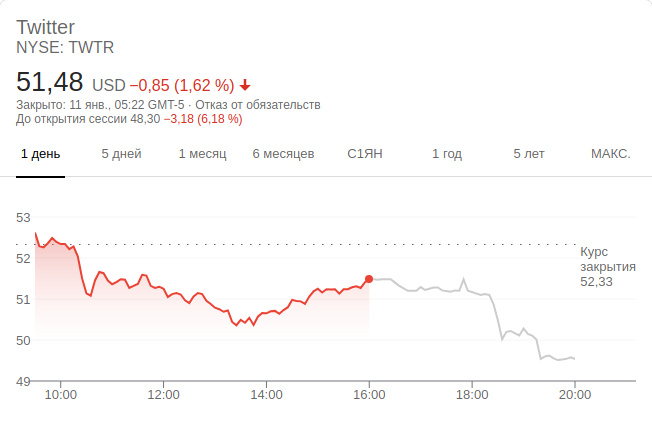 Twitter
NYSE: TWTR
51,48 USD −0,85 (1,62 %)
Закрыто: 11 янв., 05:22 GMT-5 · Отказ от обязательств
До открытия сессии 48,30 −3,18 (6,18 %)
1 день 5 дней 1 месяц 6 месяцев С1ЯН 1 год 5 лет МАКС.
53
52
51
50
49
Курс
закрытия
52,33
10:00 12:00 14:00 16:00 18:00 20:00